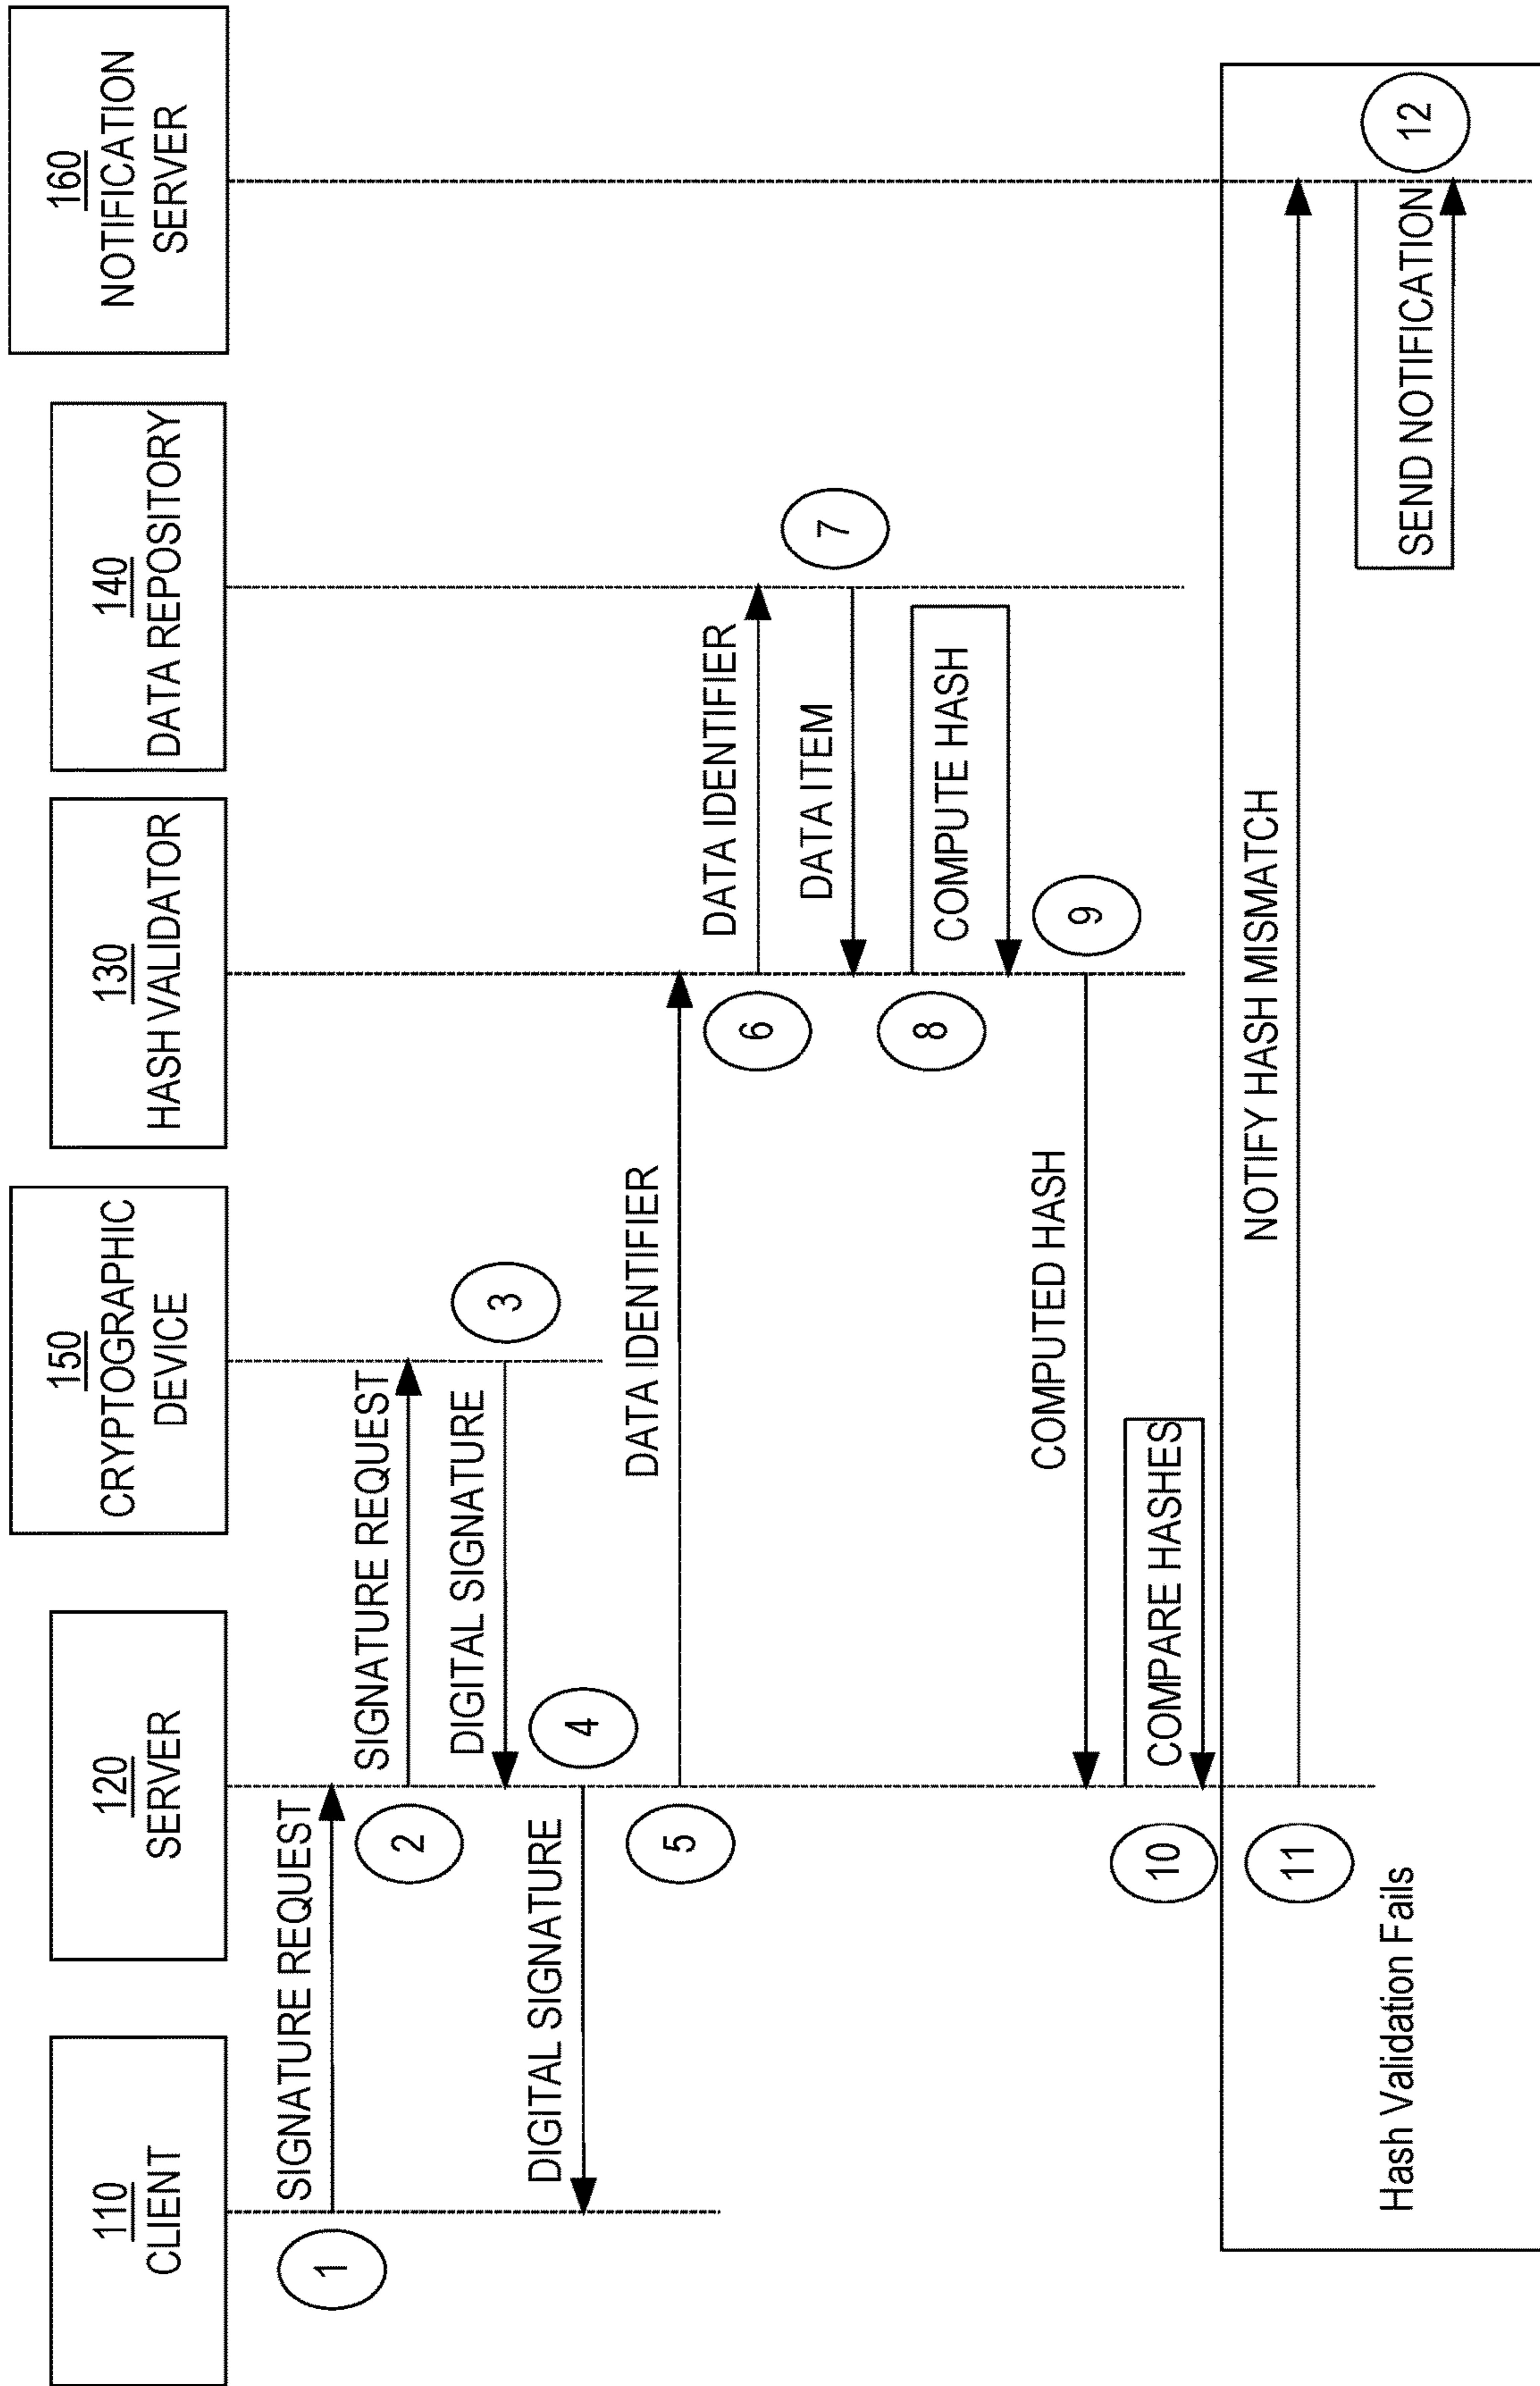 110
CLIENT
120
SERVER
150
CRYPTOGRAPHIC
DEVICE
130
HASH VALIDATOR
140
DATA REPOSITORY
160
NOTIFICATION
SERVER
1
SIGNATURE REQUEST
2
SIGNATURE REQUEST
3
DIGITAL SIGNATURE
4
DIGITAL SIGNATURE
5
DATA IDENTIFIER
6
DATA IDENTIFIER
7
DATA ITEM
8
COMPUTE HASH
9
COMPUTED HASH
10
COMPARE HASHES
11
NOTIFY HASH MISMATCH
12
SEND NOTIFICATION
Hash Validation Fails